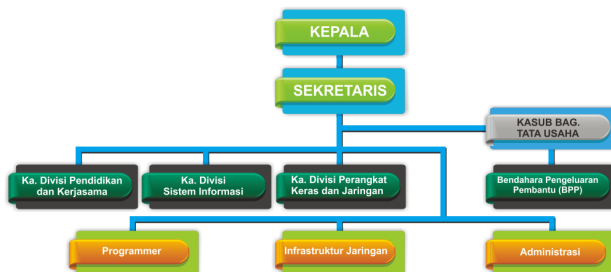 KEPALA
SEKRETARIS
KASUB BAG.
TATA USAHA
Ka. Divisi Pendidikan
dan Kerjasama
Ka. Divisi
Sistem Informasi
Ka. Divisi Perangkat
Keras dan Jaringan
Bendahara Pengeluaran
Pembantu (BPP)
Programmer
Infrastruktur Jaringan
Administrasi